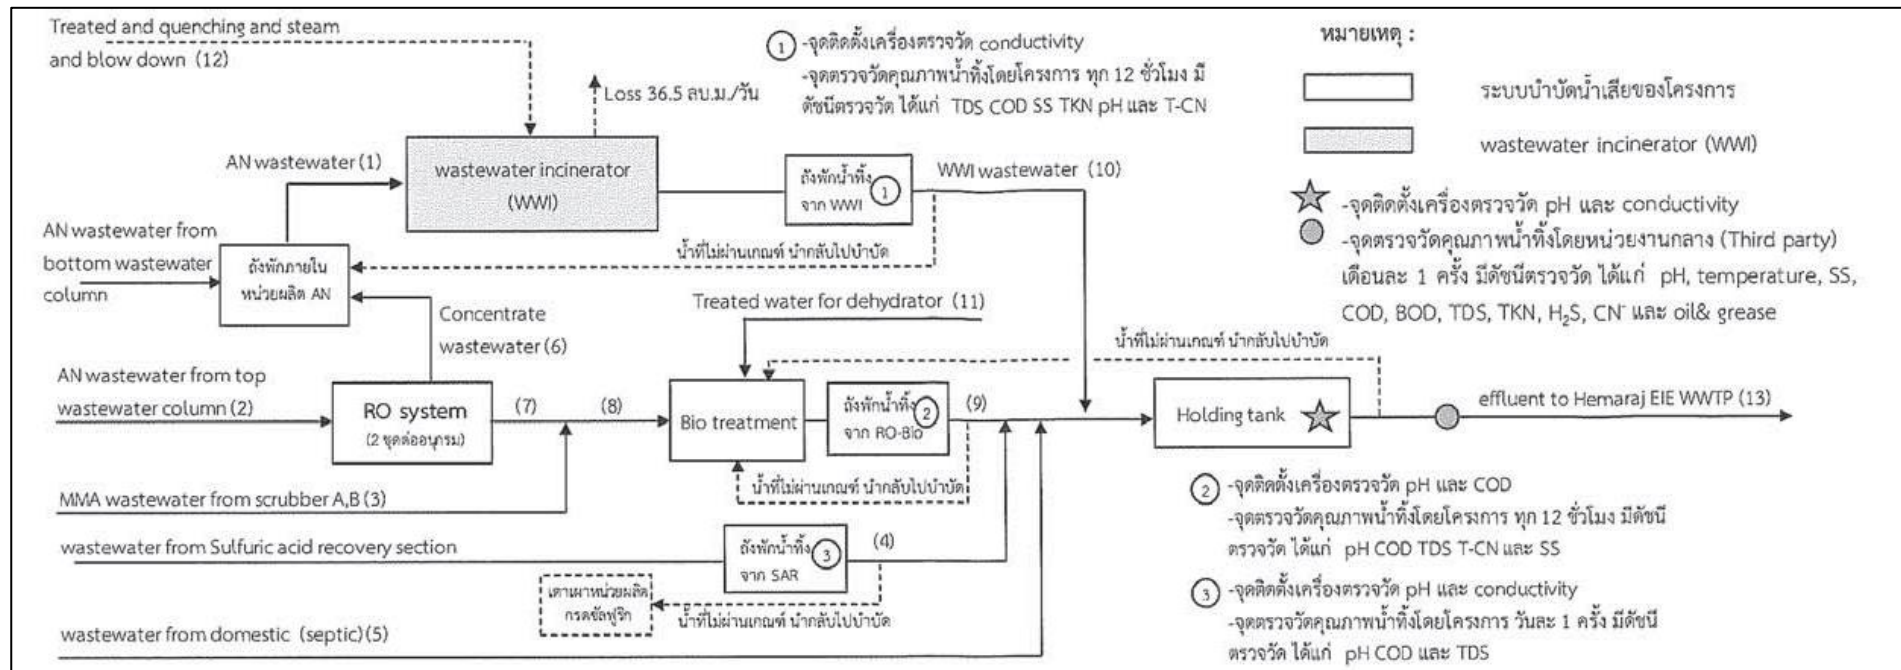 Treated and quenching and steam
and blow down (12)
Loss 36.5 ลบ.ม./วัน
1 -จุดติดตั้งเครื่องตรวจวัด conductivity
-จุดตรวจวัดคุณภาพน้ำทิ้งโดยโครงการ ทุก 12 ชั่วโมง มี
ดัชนีตรวจวัด ได้แก่ TDS COD SS TKN pH และ T-CN
หมายเหตุ :
ระบบบำบัดน้ำเสียของโครงการ
wastewater incinerator (WWI)
-จุดติดตั้งเครื่องตรวจวัด pH และ conductivity
-จุดตรวจวัดคุณภาพน้ำทิ้งโดยหน่วยงานกลาง (Third party)
เดือนละ 1 ครั้ง มีดัชนีตรวจวัด ได้แก่ pH, temperature, SS,
COD, BOD, TDS, TKN, H₂S, CN⁻ และ oil& grease
AN wastewater (1)
wastewater incinerator
(WWI)
ถังพักน้ำทิ้ง
จาก WWI
1
WWI wastewater (10)
น้ำที่ไม่ผ่านเกณฑ์ นำกลับไปบำบัด
AN wastewater from
bottom wastewater
column
ถังพักภายใน
หน่วยผลิต AN
Concentrate
wastewater (6)
Treated water for dehydrator (11)
น้ำที่ไม่ผ่านเกณฑ์ นำกลับไปบำบัด
AN wastewater from top
wastewater column (2)
RO system
(2 ชุดต่ออนุกรม)
(7)
(8)
Bio treatment
ถังพักน้ำทิ้ง
จาก RO-Bio
2
(9)
Holding tank
effluent to Hemaraj EIE WWTP (13)
น้ำที่ไม่ผ่านเกณฑ์ นำกลับไปบำบัด
MMA wastewater from scrubber A,B (3)
wastewater from Sulfuric acid recovery section
ถังพักน้ำทิ้ง
จาก SAR
3
(4)
เตาเผาหน่วยผลิต
กรดซัลฟูริก
น้ำที่ไม่ผ่านเกณฑ์ นำกลับไปบำบัด
wastewater from domestic (septic) (5)
2 -จุดติดตั้งเครื่องตรวจวัด pH และ COD
-จุดตรวจวัดคุณภาพน้ำทิ้งโดยโครงการ ทุก 12 ชั่วโมง มีดัชนี
ตรวจวัด ได้แก่ pH COD TDS T-CN และ SS
3 -จุดติดตั้งเครื่องตรวจวัด pH และ conductivity
-จุดตรวจวัดคุณภาพน้ำทิ้งโดยโครงการ วันละ 1 ครั้ง มีดัชนี
ตรวจวัด ได้แก่ pH COD และ TDS